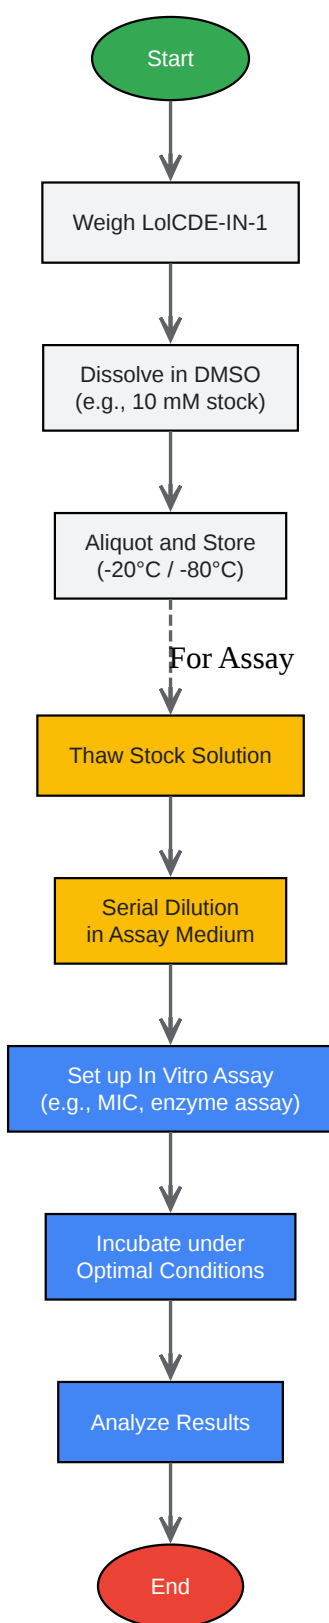 Start
Weigh LolCDE-IN-1
Dissolve in DMSO
(e.g., 10 mM stock)
Aliquot and Store
(-20°C / -80°C)
For Assay
Thaw Stock Solution
Serial Dilution
in Assay Medium
Set up In Vitro Assay
(e.g., MIC, enzyme assay)
Incubate under
Optimal Conditions
Analyze Results
End